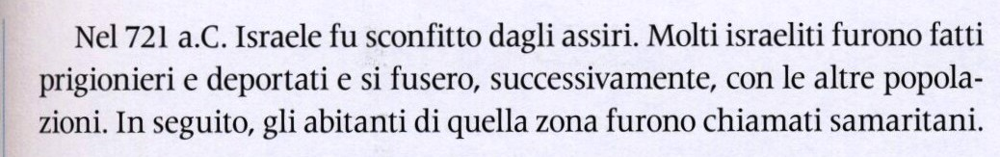 Nel 721 a.C. Israele fu sconfitto dagli assiri. Molti israeliti furono fatti
prigionieri e deportati e si fusero, successivamente, con le altre popola-
zioni. In seguito, gli abitanti di quella zona furono chiamati samaritani.